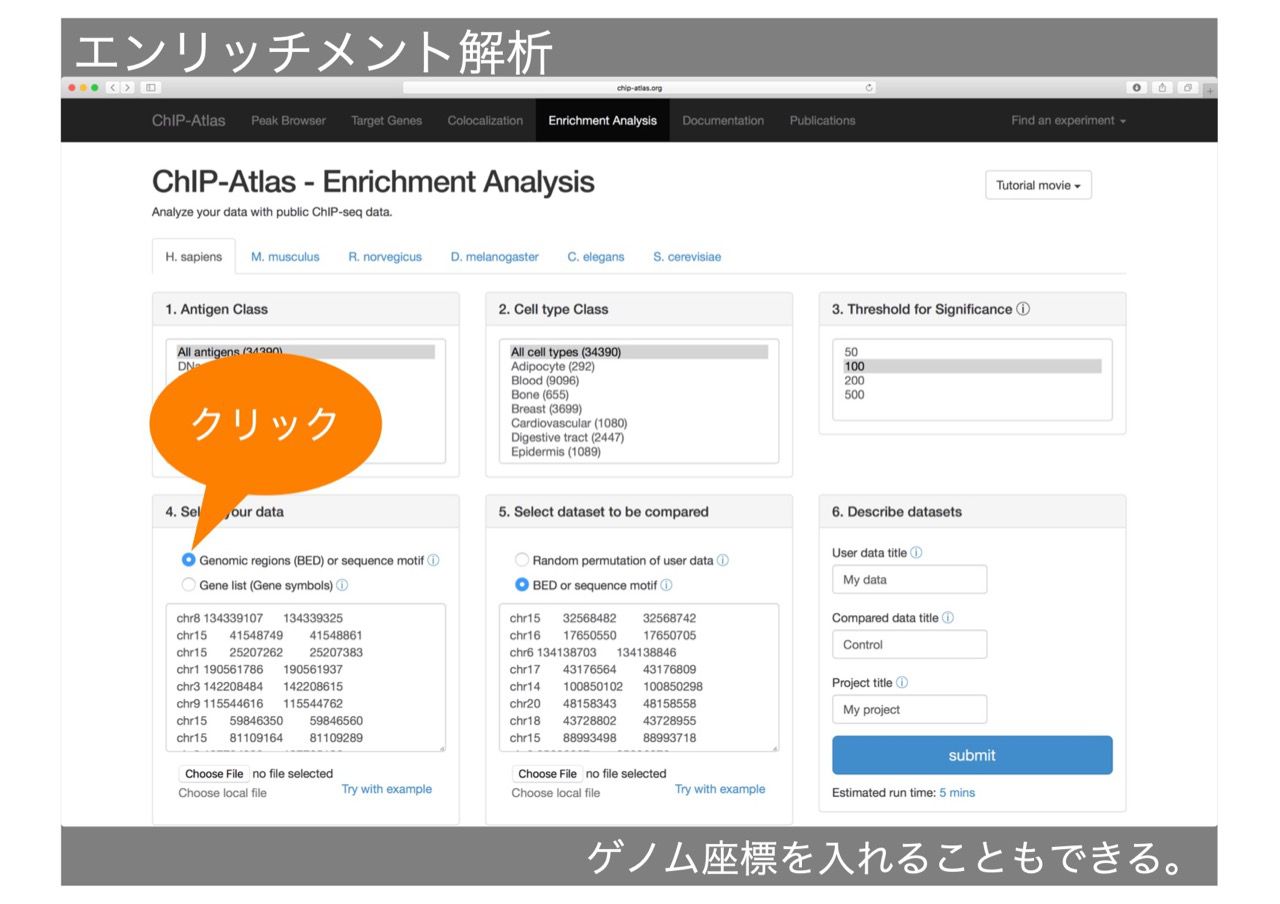 エンリッチメント解析
chip-atlas.org
ChIP-Atlas Peak Browser Target Genes Colocalization Enrichment Analysis Documentation Publications Find an experiment
ChIP-Atlas - Enrichment Analysis
Tutorial movie
Analyze your data with public ChIP-seq data.
H. sapiens M. musculus R. norvegicus D. melanogaster C. elegans S. cerevisiae
1. Antigen Class
All antigens (34390)
クリック
2. Cell type Class
All cell types (34390)
Adipocyte (292)
Blood (9096)
Bone (655)
Breast (3699)
Cardiovascular (1080)
Digestive tract (2447)
Epidermis (1089)
3. Threshold for Significance ⓘ
50
100
200
500
4. Select your data
Genomic regions (BED) or sequence motif ⓘ
Gene list (Gene symbols) ⓘ
chr8 134339107 134339325
chr15 41548749 41548861
chr15 25207262 25207383
chr1 190561786 190561937
chr3 142208484 142208615
chr9 115544616 115544762
chr15 59846350 59846560
chr15 81109164 81109289
Choose File no file selected
Choose local file
Try with example
5. Select dataset to be compared
Random permutation of user data ⓘ
BED or sequence motif ⓘ
chr15 32568482 32568742
chr16 17650550 17650705
chr6 134138703 134138846
chr17 43176564 43176809
chr14 100850102 100850298
chr20 48158343 48158558
chr18 43728802 43728955
chr15 88993498 88993718
Choose File no file selected
Choose local file
Try with example
6. Describe datasets
User data title ⓘ
My data
Compared data title ⓘ
Control
Project title ⓘ
My project
submit
Estimated run time: 5 mins
ゲノム座標を入れることもできる。